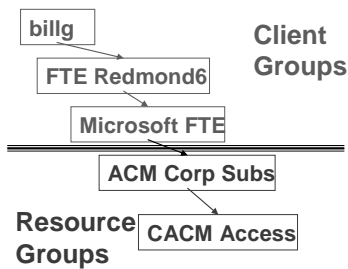 billg
Client
Groups
FTE Redmond6
Microsoft FTE
ACM Corp Subs
Resource
Groups
CACM Access